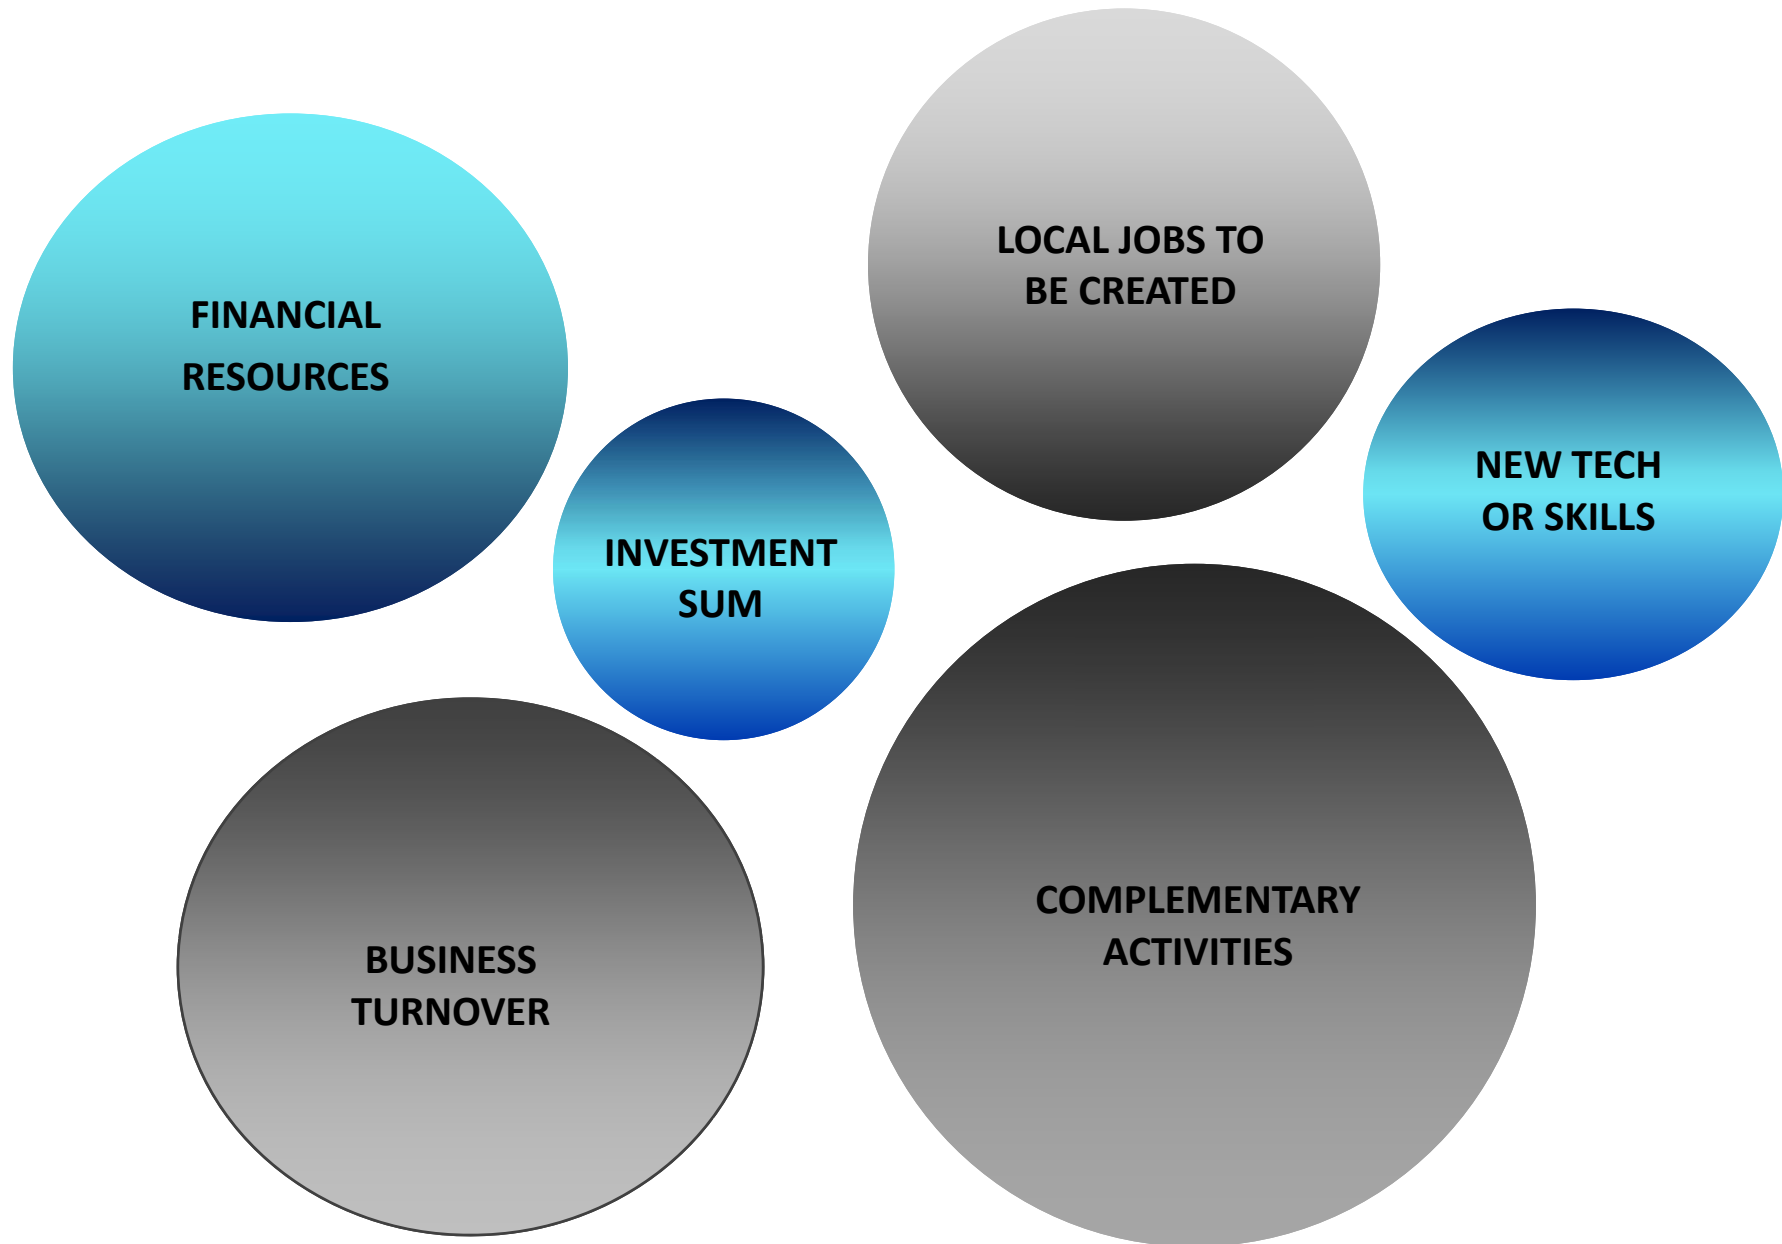 FINANCIAL
RESOURCES
LOCAL JOBS TO
BE CREATED
NEW TECH
OR SKILLS
INVESTMENT
SUM
BUSINESS
TURNOVER
COMPLEMENTARY
ACTIVITIES